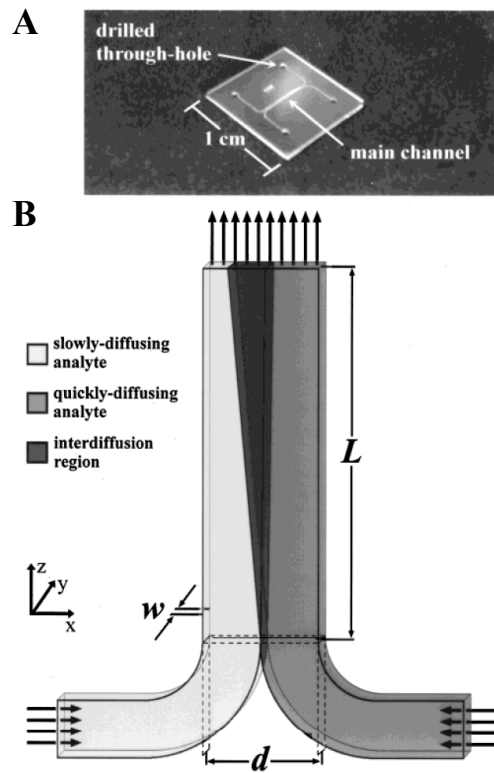 A
drilled
through-hole
1 cm
main channel
B
slowly-diffusing
analyte
quickly-diffusing
analyte
interdiffusion
region
L
z
y
x
w
d